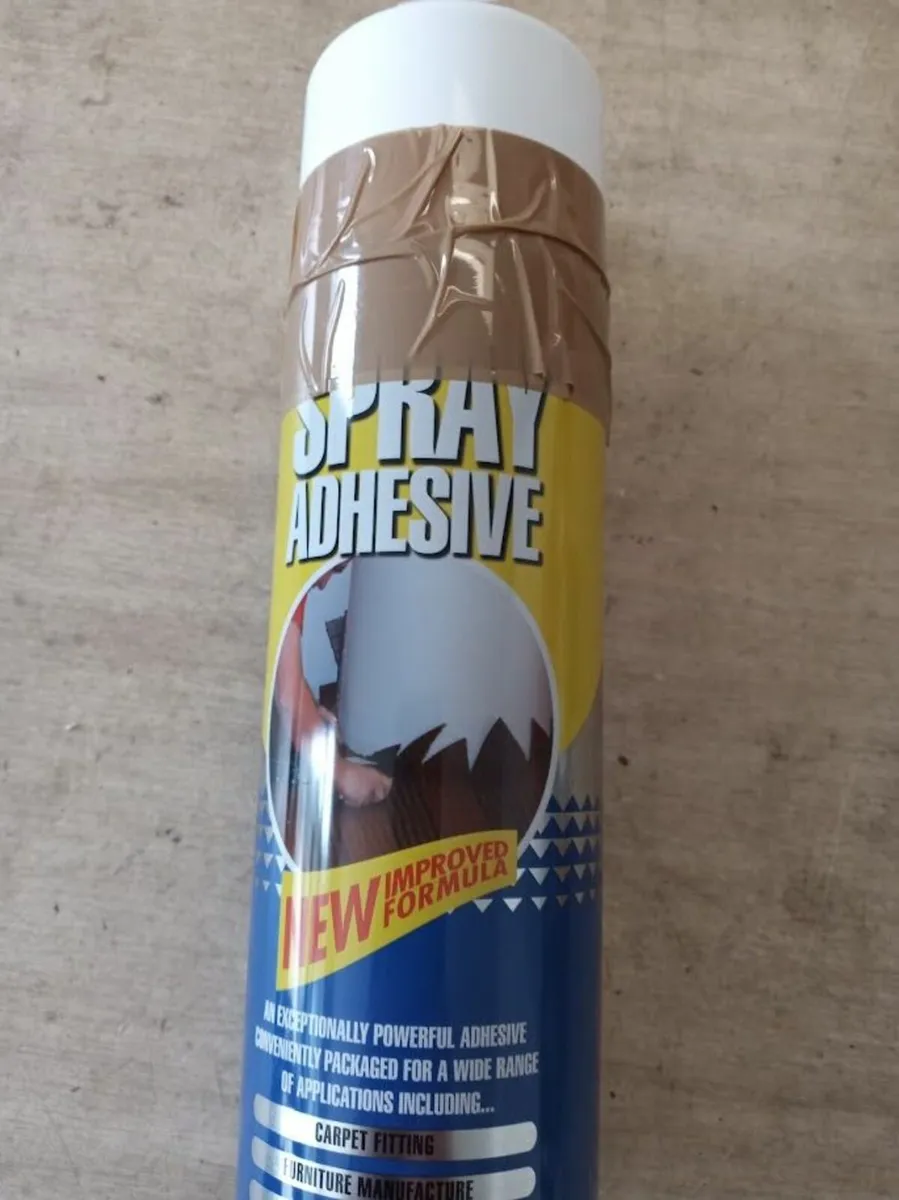 SPRAY
ADHESIVE
NEW IMPROVED
FORMULA
AN EXCEPTIONALLY POWERFUL ADHESIVE
CONVENIENTLY PACKAGED FOR A WIDE RANGE
OF APPLICATIONS INCLUDING...
CARPET FITTING
FURNITURE MANUFACTURE